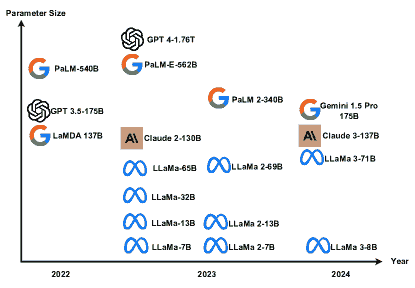 Parameter Size
GPT 4-1.76T
PaLM-540B
PaLM-E-562B
PaLM 2-340B
Gemini 1.5 Pro
175B
GPT 3.5-175B
LaMDA 137B
Claude 2-130B
Claude 3-137B
LLaMa-65B
LLaMa 2-69B
LLaMa 3-71B
LLaMa-32B
LLaMa-13B
LLaMa 2-13B
LLaMa-7B
LLaMa 2-7B
LLaMa 3-8B
Year
2022
2023
2024